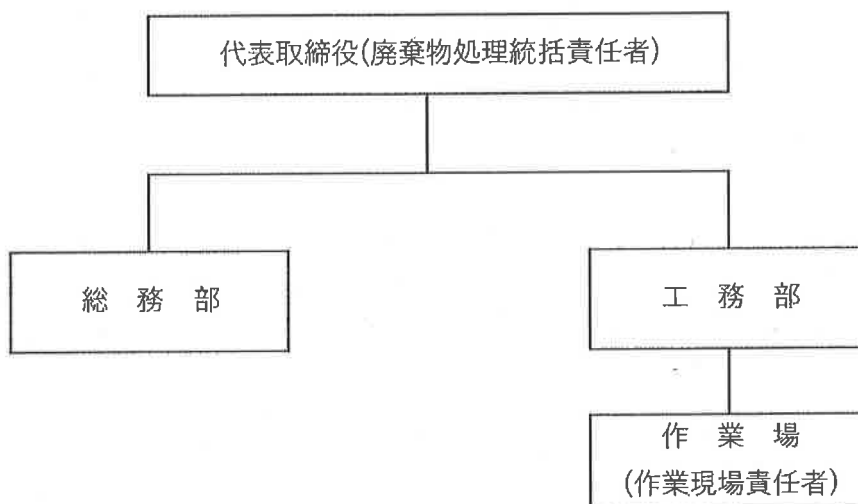 代表取締役(廃棄物処理統括責任者)
総　務　部
工　務　部
作　業　場
(作業現場責任者)